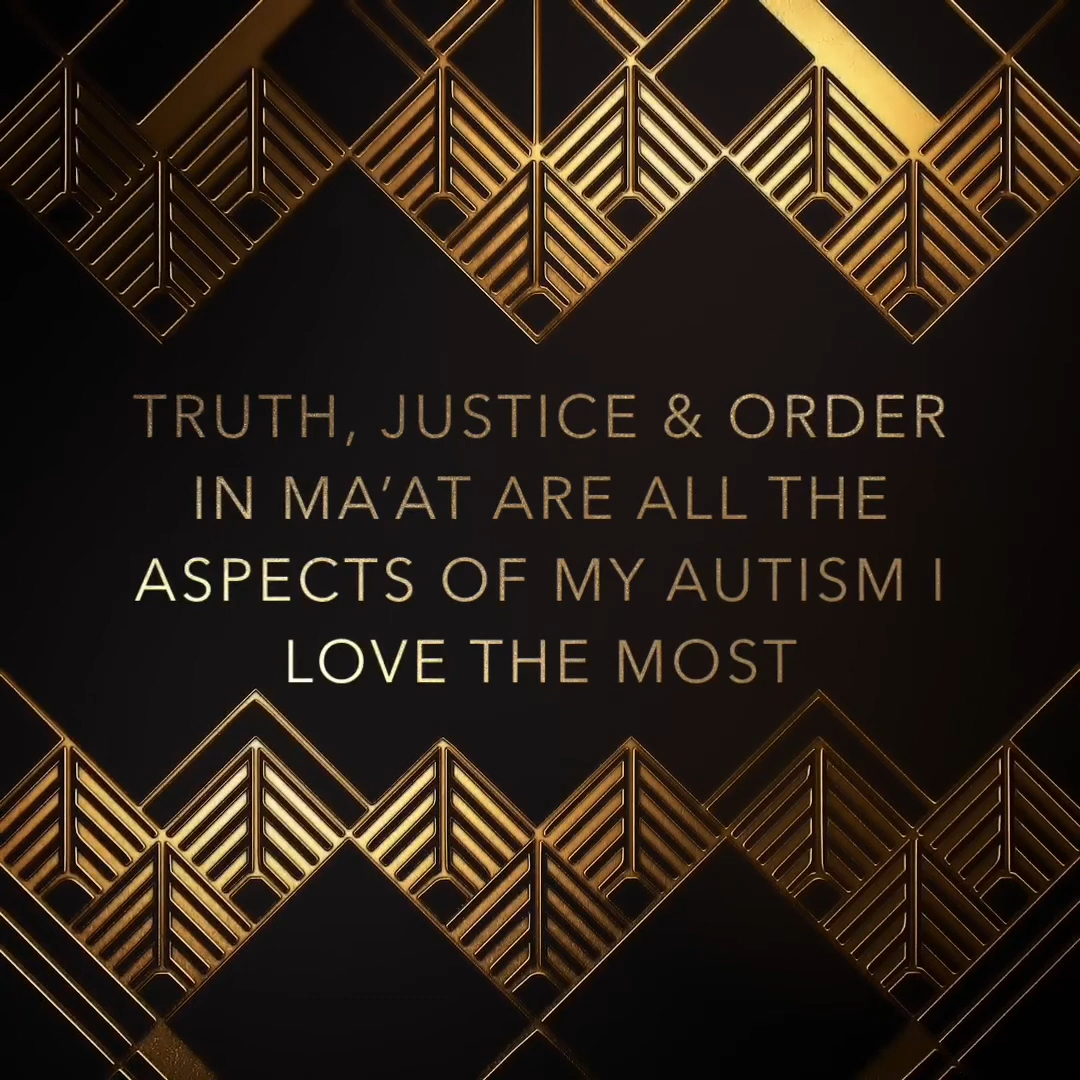 TRUTH, JUSTICE & ORDER
IN MA’AT ARE ALL THE
ASPECTS OF MY AUTISM I
LOVE THE MOST